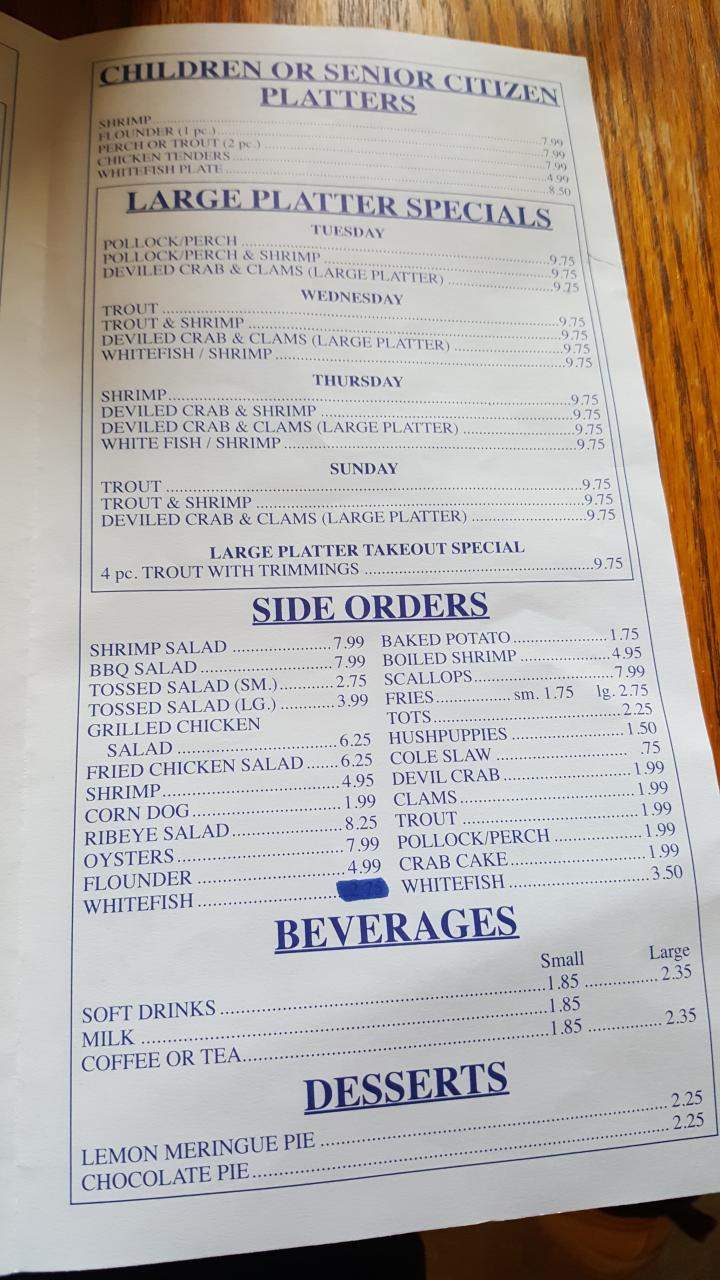 CHILDREN OR SENIOR CITIZEN
PLATTERS
SHRIMP 7.99
FLOUNDER (1 pc.) 7.99
PERCH OR TROUT (2 pc.) 7.99
CHICKEN TENDERS 4.99
WHITEFISH PLATE 8.50
LARGE PLATTER SPECIALS
TUESDAY
POLLOCK/PERCH 9.75
POLLOCK/PERCH & SHRIMP 9.75
DEVILED CRAB & CLAMS (LARGE PLATTER) 9.75
WEDNESDAY
TROUT 9.75
TROUT & SHRIMP 9.75
DEVILED CRAB & CLAMS (LARGE PLATTER) 9.75
WHITEFISH / SHRIMP 9.75
THURSDAY
SHRIMP 9.75
DEVILED CRAB & SHRIMP 9.75
DEVILED CRAB & CLAMS (LARGE PLATTER) 9.75
WHITE FISH / SHRIMP 9.75
SUNDAY
TROUT 9.75
TROUT & SHRIMP 9.75
DEVILED CRAB & CLAMS (LARGE PLATTER) 9.75
LARGE PLATTER TAKEOUT SPECIAL
4 pc. TROUT WITH TRIMMINGS 9.75
SIDE ORDERS
SHRIMP SALAD 7.99
BBQ SALAD 7.99
TOSSED SALAD (SM.) 2.75
TOSSED SALAD (LG.) 3.99
GRILLED CHICKEN
SALAD 6.25
FRIED CHICKEN SALAD 6.25
SHRIMP 4.95
CORN DOG 1.99
RIBEYE SALAD 8.25
OYSTERS 7.99
FLOUNDER 4.99
WHITEFISH
BAKED POTATO 1.75
BOILED SHRIMP 4.95
SCALLOPS 7.99
FRIES sm. 1.75 lg. 2.75
TOTS 2.25
HUSHPUPPIES 1.50
COLE SLAW .75
DEVIL CRAB 1.99
CLAMS 1.99
TROUT 1.99
POLLOCK/PERCH 1.99
CRAB CAKE 1.99
WHITEFISH 3.50
BEVERAGES
Small Large
SOFT DRINKS 1.85 2.35
MILK 1.85
COFFEE OR TEA 1.85 2.35
DESSERTS
LEMON MERINGUE PIE 2.25
CHOCOLATE PIE 2.25